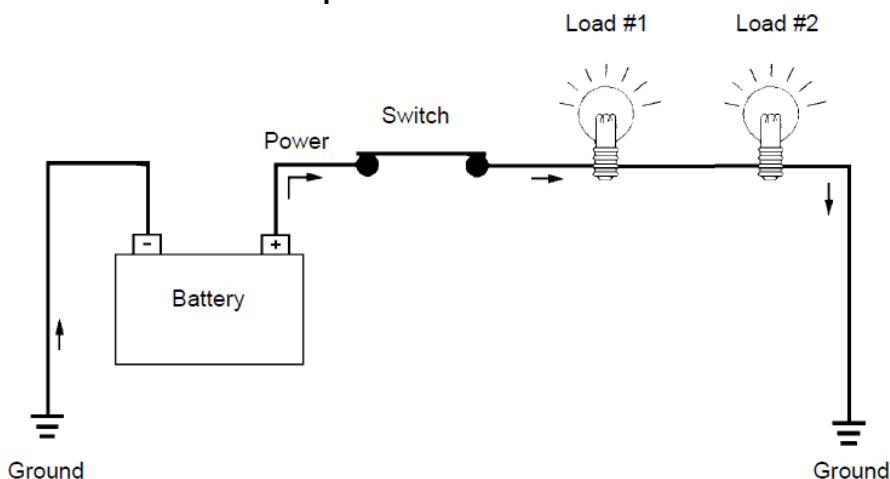 Load #1
Load #2
Switch
Power
-
+
Battery
Ground
Ground